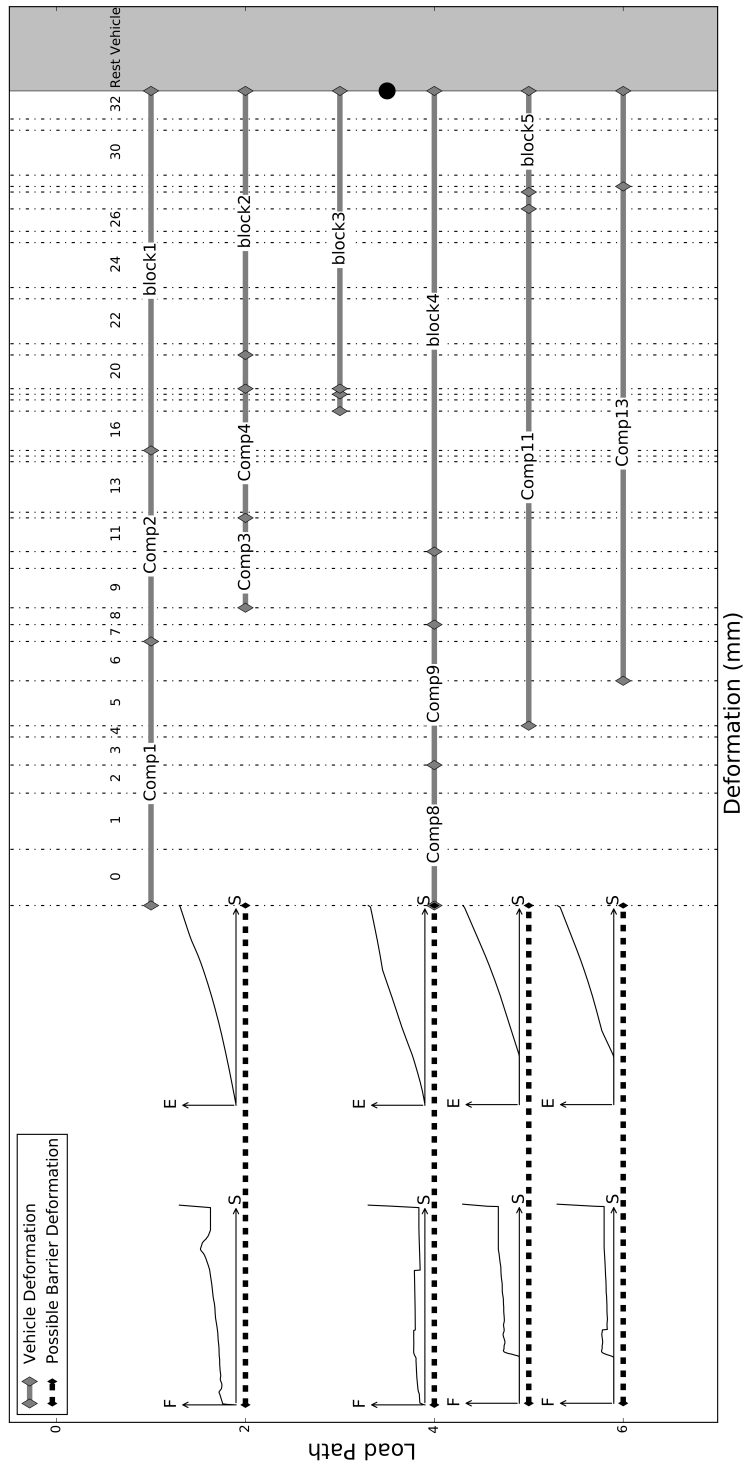 Vehicle Deformation
Possible Barrier Deformation
0 1 2 3 4 5 6 7 8 9 11 13 16 20 22 24 26 30 32 Rest Vehicle
Comp1 Comp2 block1
Comp3 Comp4 block2
block3
Comp8 Comp9 block4
Comp11 block5
Comp13
F S E S
F S E S
F S E S
F S E S
0
2
4
6
Load Path
Deformation (mm)